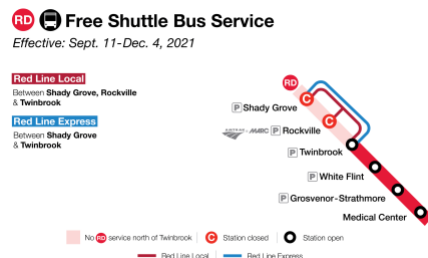 RD Free Shuttle Bus Service
Effective: Sept. 11-Dec. 4, 2021
Red Line Local
Between Shady Grove, Rockville
& Twinbrook
Red Line Express
Between Shady Grove
& Twinbrook
RD
C
P Shady Grove
C
MARC P Rockville
P Twinbrook
P White Flint
P Grosvenor-Strathmore
Medical Center
No RD service north of Twinbrook
C Station closed
Station open
Red Line Local
Red Line Express